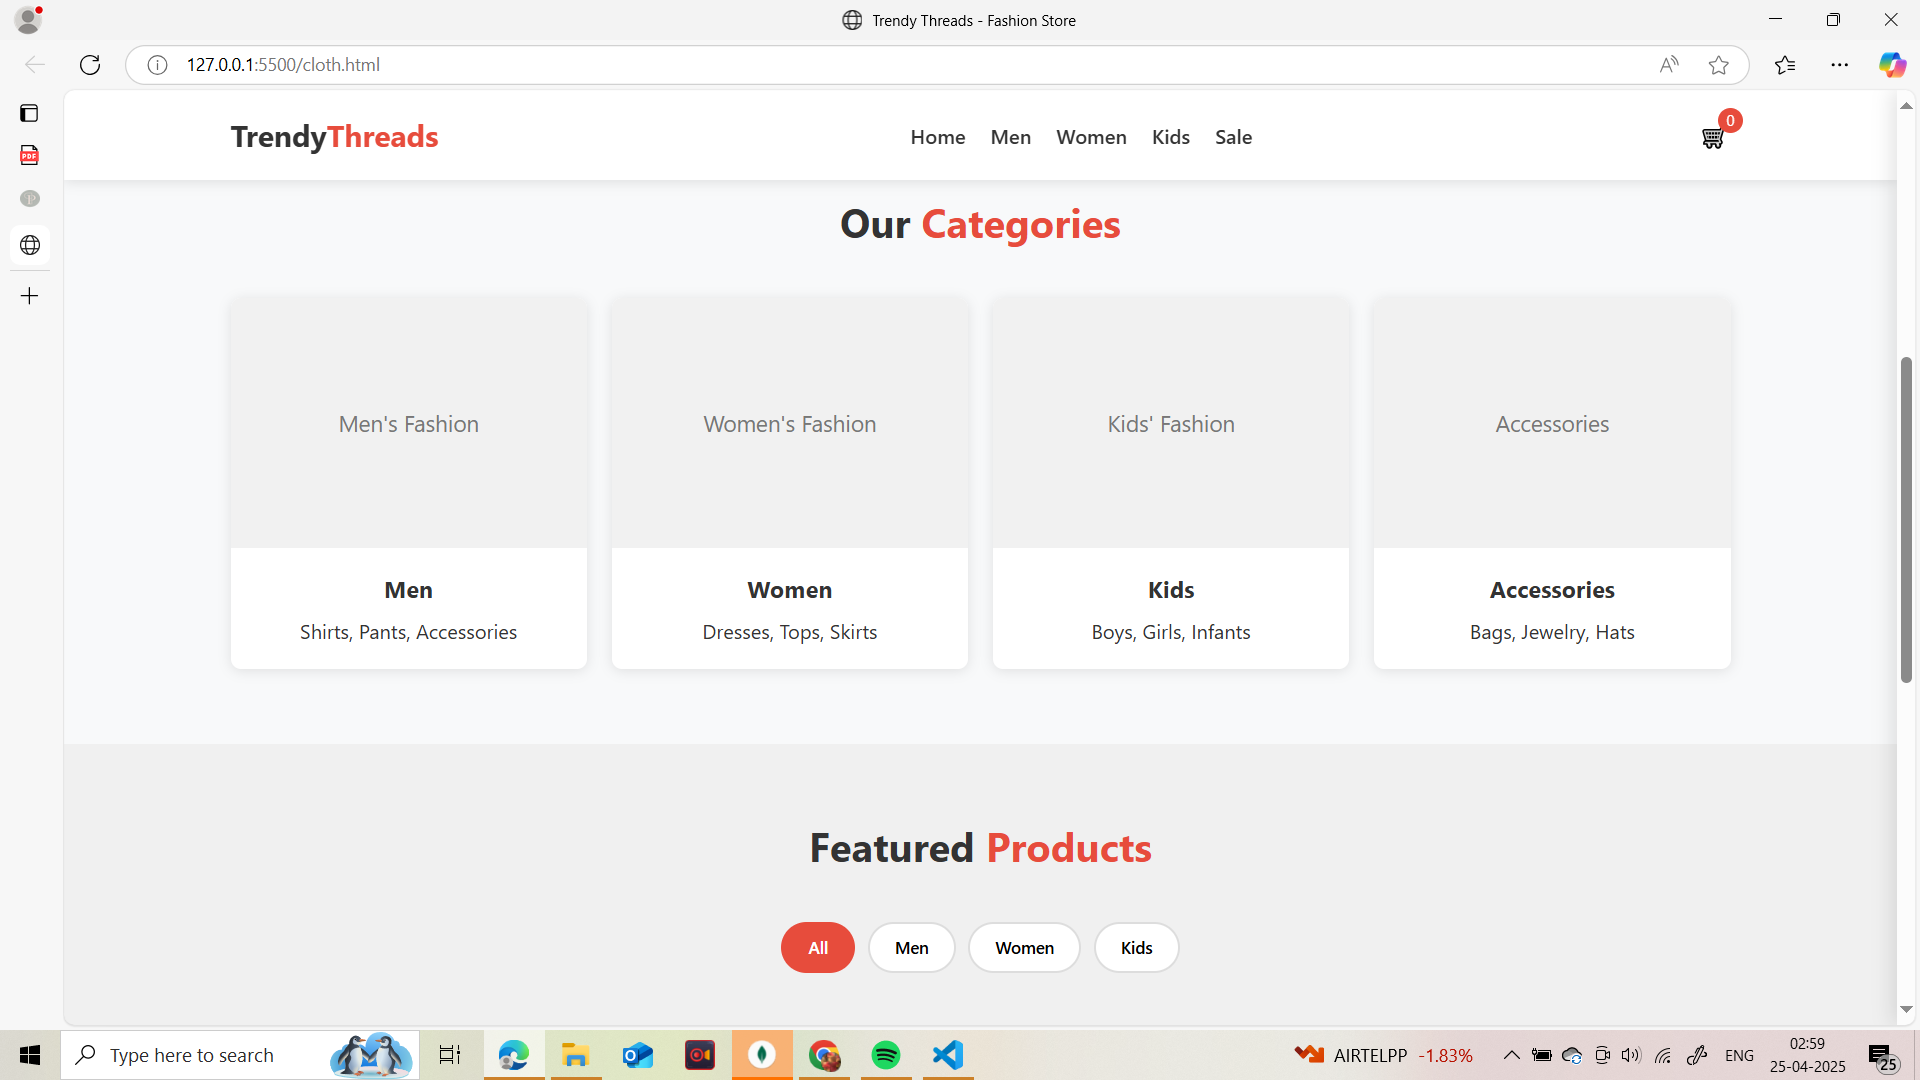 Trendy Threads - Fashion Store
127.0.0.1:5500/cloth.html
TrendyThreads
Home Men Women Kids Sale
0
Our Categories
Men's Fashion
Women's Fashion
Kids' Fashion
Accessories
Men
Women
Kids
Accessories
Shirts, Pants, Accessories
Dresses, Tops, Skirts
Boys, Girls, Infants
Bags, Jewelry, Hats
Featured Products
All Men Women Kids
Type here to search
AIRTELPP -1.83%
ENG
02:59
25-04-2025
25